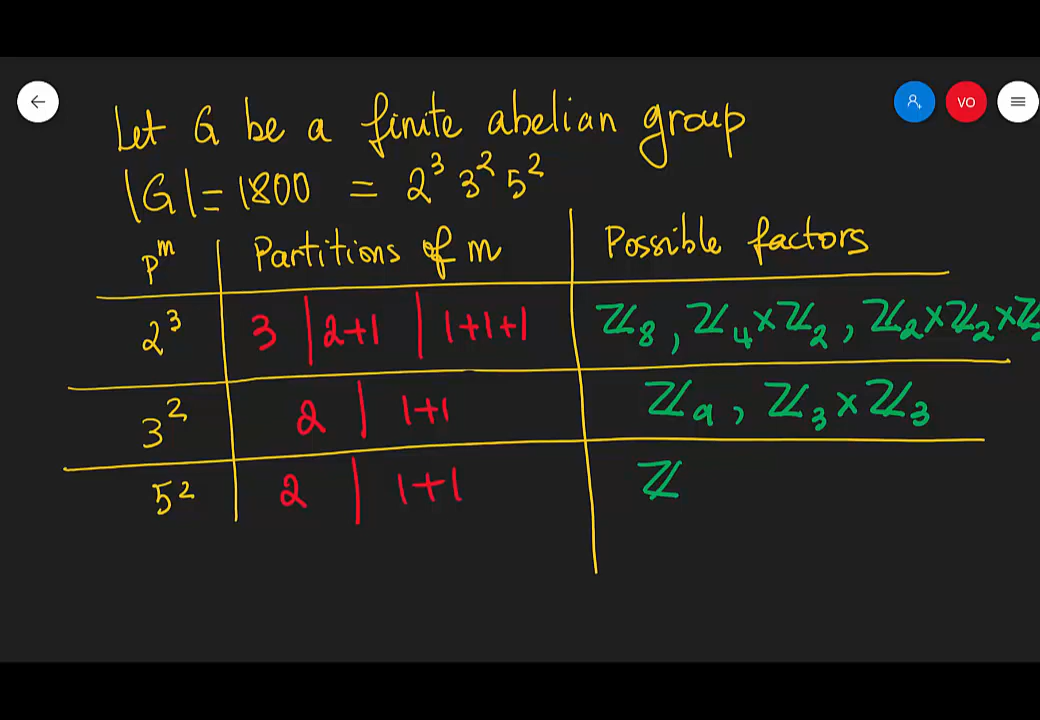 Let G be a finite abelian group
|G| = 1800 = 2³ 3² 5²
pᵐ | Partitions of m | Possible factors
2³ | 3 | 2+1 | 1+1+1 | ℤ₈, ℤ₄×ℤ₂, ℤ₂×ℤ₂×ℤ
3² | 2 | 1+1 | ℤ₉, ℤ₃×ℤ₃
5² | 2 | 1+1 | ℤ
VO